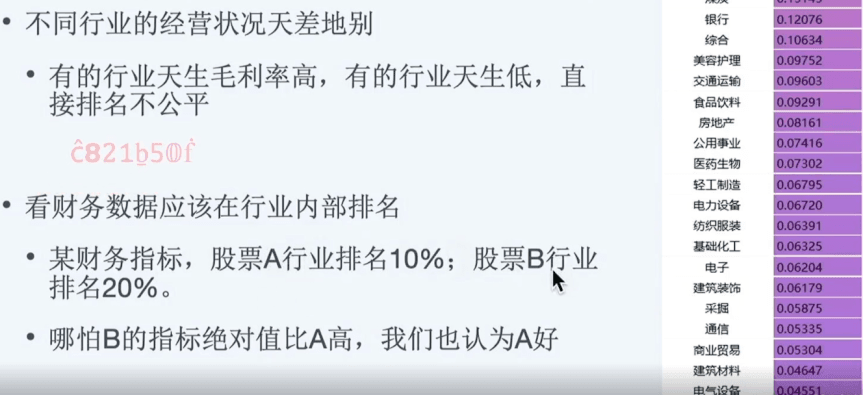 • 不同行业的经营状况天差地别
• 有的行业天生毛利率高，有的行业天生低，直
接排名不公平
ĉ821b̲50ḟ
• 看财务数据应该在行业内部排名
• 某财务指标，股票A行业排名10%；股票B行业
排名20%。
• 哪怕B的指标绝对值比A高，我们也认为A好
银行 0.12076
综合 0.10634
美容护理 0.09752
交通运输 0.09603
食品饮料 0.09291
房地产 0.08161
公用事业 0.07416
医药生物 0.07302
轻工制造 0.06795
电力设备 0.06720
纺织服装 0.06391
基础化工 0.06325
电子 0.06204
建筑装饰 0.06179
采掘 0.05875
通信 0.05335
商业贸易 0.05304
建筑材料 0.04647
电气设备 0.04551